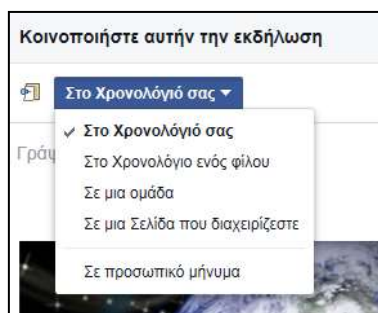 Κοινοποιήστε αυτήν την εκδήλωση
Στο Χρονολόγιό σας
Στο Χρονολόγιό σας
Γράψ
Στο Χρονολόγιο ενός φίλου
Σε μια ομάδα
Σε μια Σελίδα που διαχειρίζεστε
Σε προσωπικό μήνυμα